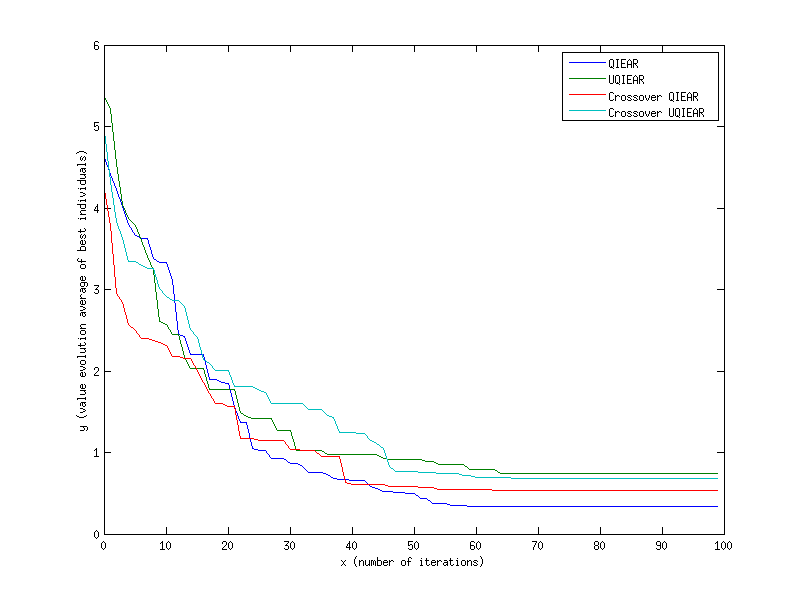 QIEAR
UQIEAR
Crossover QIEAR
Crossover UQIEAR
y (value evolution average of best individuals)
6
5
4
3
2
1
0
0 10 20 30 40 50 60 70 80 90 100
x (number of iterations)